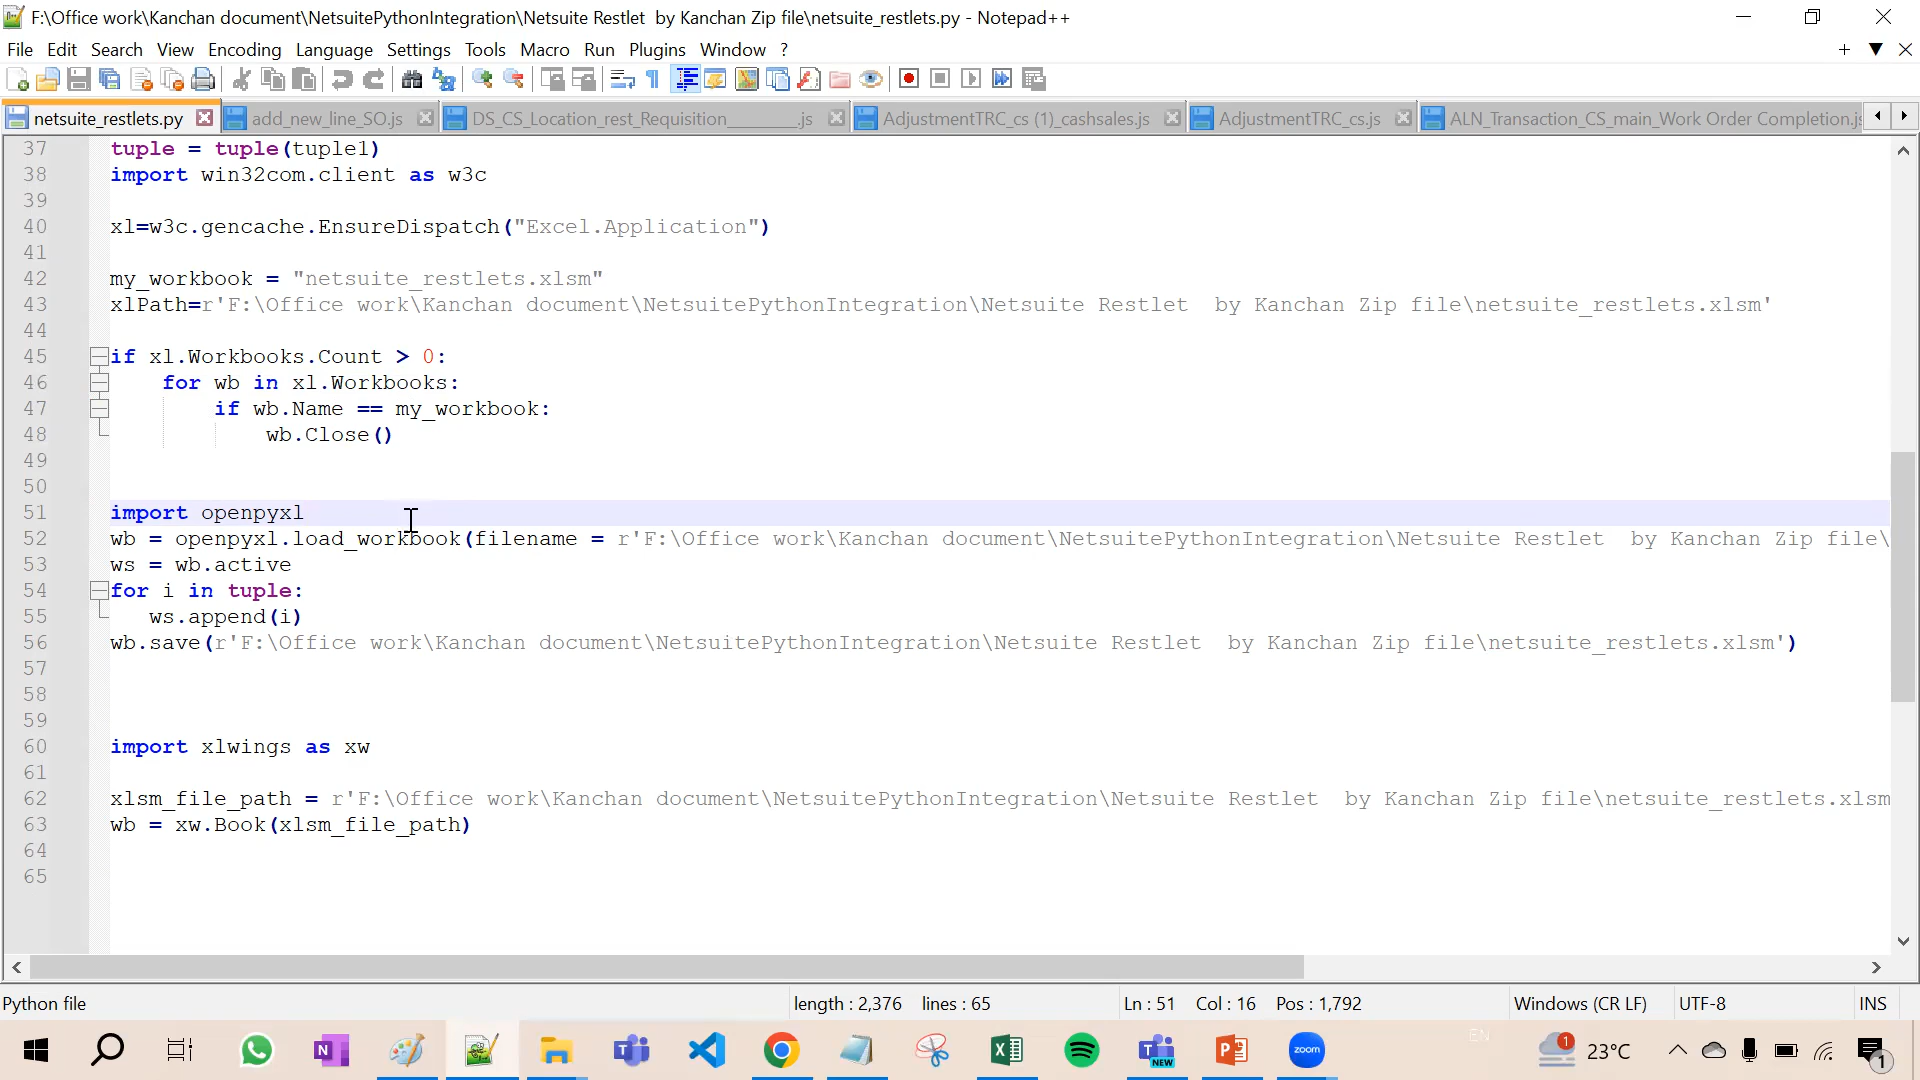 F:\Office work\Kanchan document\NetsuitePythonIntegration\Netsuite Restlet  by Kanchan Zip file\netsuite_restlets.py - Notepad++
File Edit Search View Encoding Language Settings Tools Macro Run Plugins Window ?
netsuite_restlets.py add_new_line_SO.js DS_CS_Location_rest_Requisition .js AdjustmentTRC_cs (1)_cashsales.js AdjustmentTRC_cs.js ALN_Transaction_CS_main_Work Order Completion.js
37 tuple = tuple(tuple1)
38 import win32com.client as w3c
39
40 xl=w3c.gencache.EnsureDispatch("Excel.Application")
41
42 my_workbook = "netsuite_restlets.xlsm"
43 xlPath=r'F:\Office work\Kanchan document\NetsuitePythonIntegration\Netsuite Restlet  by Kanchan Zip file\netsuite_restlets.xlsm'
44
45 if xl.Workbooks.Count > 0:
46     for wb in xl.Workbooks:
47         if wb.Name == my_workbook:
48             wb.Close()
49
50
51 import openpyxl
52 wb = openpyxl.load_workbook(filename = r'F:\Office work\Kanchan document\NetsuitePythonIntegration\Netsuite Restlet  by Kanchan Zip file\
53 ws = wb.active
54 for i in tuple:
55    ws.append(i)
56 wb.save(r'F:\Office work\Kanchan document\NetsuitePythonIntegration\Netsuite Restlet  by Kanchan Zip file\netsuite_restlets.xlsm')
57
58
59
60 import xlwings as xw
61
62 xlsm_file_path = r'F:\Office work\Kanchan document\NetsuitePythonIntegration\Netsuite Restlet  by Kanchan Zip file\netsuite_restlets.xlsm
63 wb = xw.Book(xlsm_file_path)
64
65
Python file length : 2,376 lines : 65 Ln : 51 Col : 16 Pos : 1,792 Windows (CR LF) UTF-8 INS
N T NEW P zoom EN 1 23°C 1